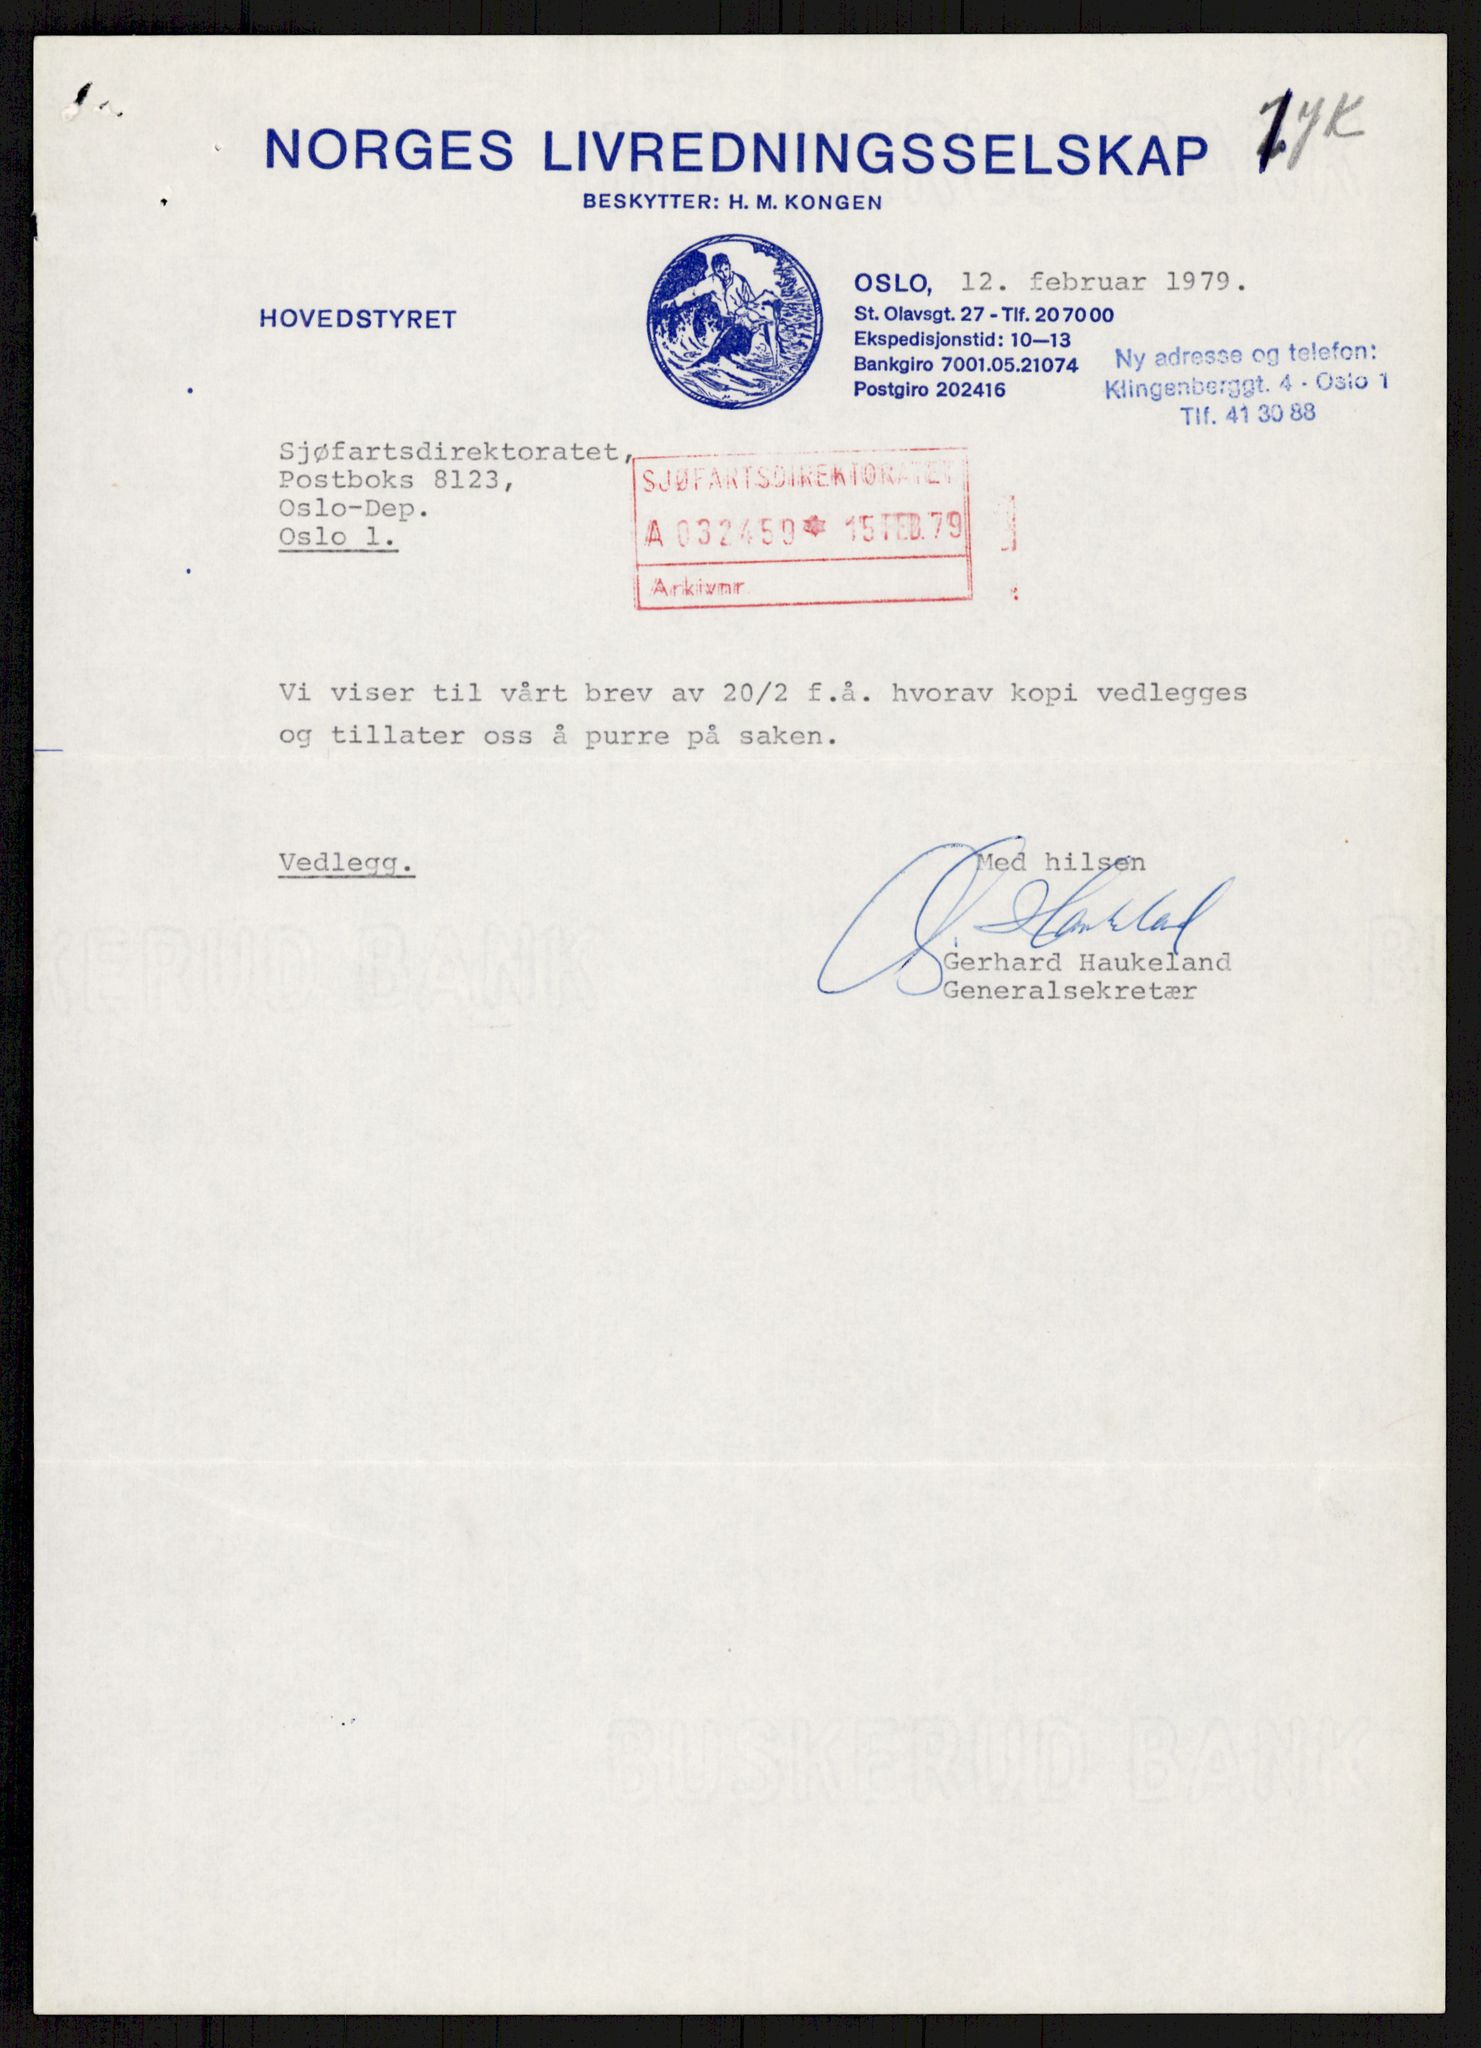 NORGES LIVREDNINGSSELSKAP
BESKYTTER: H. M. KONGEN
HOVEDSTYRET
OSLO, 12. februar 1979.
St. Olavsgt. 27 - Tlf. 207000
Ekspedisjonstid: 10—13
Bankgiro 7001.05.21074
Postgiro 202416
Ny adresse og telefon:
Klingenberggt. 4 - Oslo 1
Tlf. 41 30 88
Sjøfartsdirektoratet,
Postboks 8123,
Oslo-Dep.
Oslo 1.
SJØFARTSDIREKTORATET
A 032459 * 15 FEB. 79
Arkivnr.
Vi viser til vårt brev av 20/2 f.å. hvorav kopi vedlegges
og tillater oss å purre på saken.
Vedlegg.
Med hilsen
G. Haukeland
Gerhard Haukeland
Generalsekretær
BUSKERUD BANK